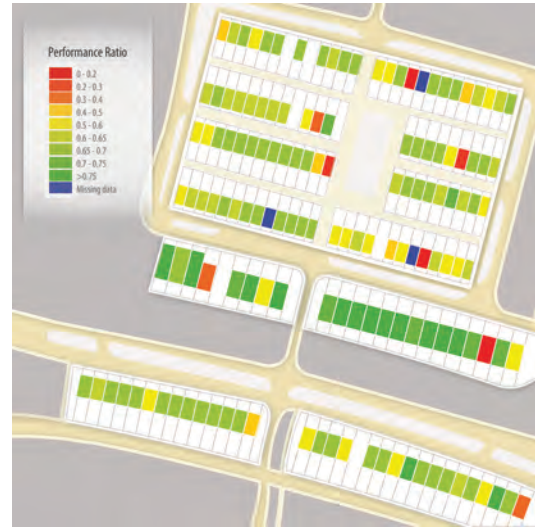 Performance Ratio
0 - 0.2
0.2 - 0.3
0.3 - 0.4
0.4 - 0.5
0.5 - 0.6
0.6 - 0.65
0.65 - 0.7
0.7 - 0.75
>0.75
Missing data